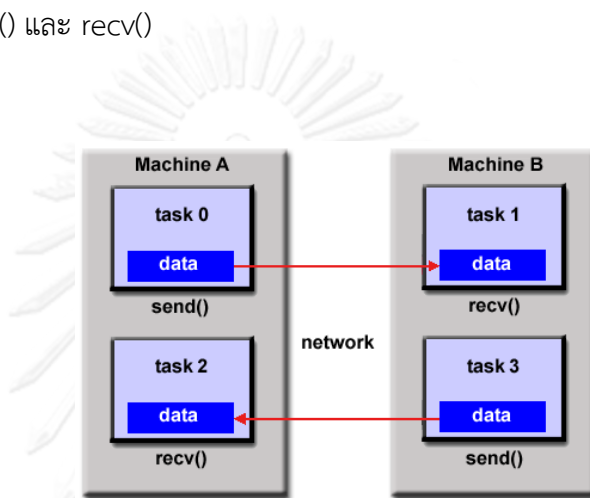 () และ recv()
Machine A
Machine B
task 0
task 1
data
data
send()
recv()
network
task 2
task 3
data
data
recv()
send()